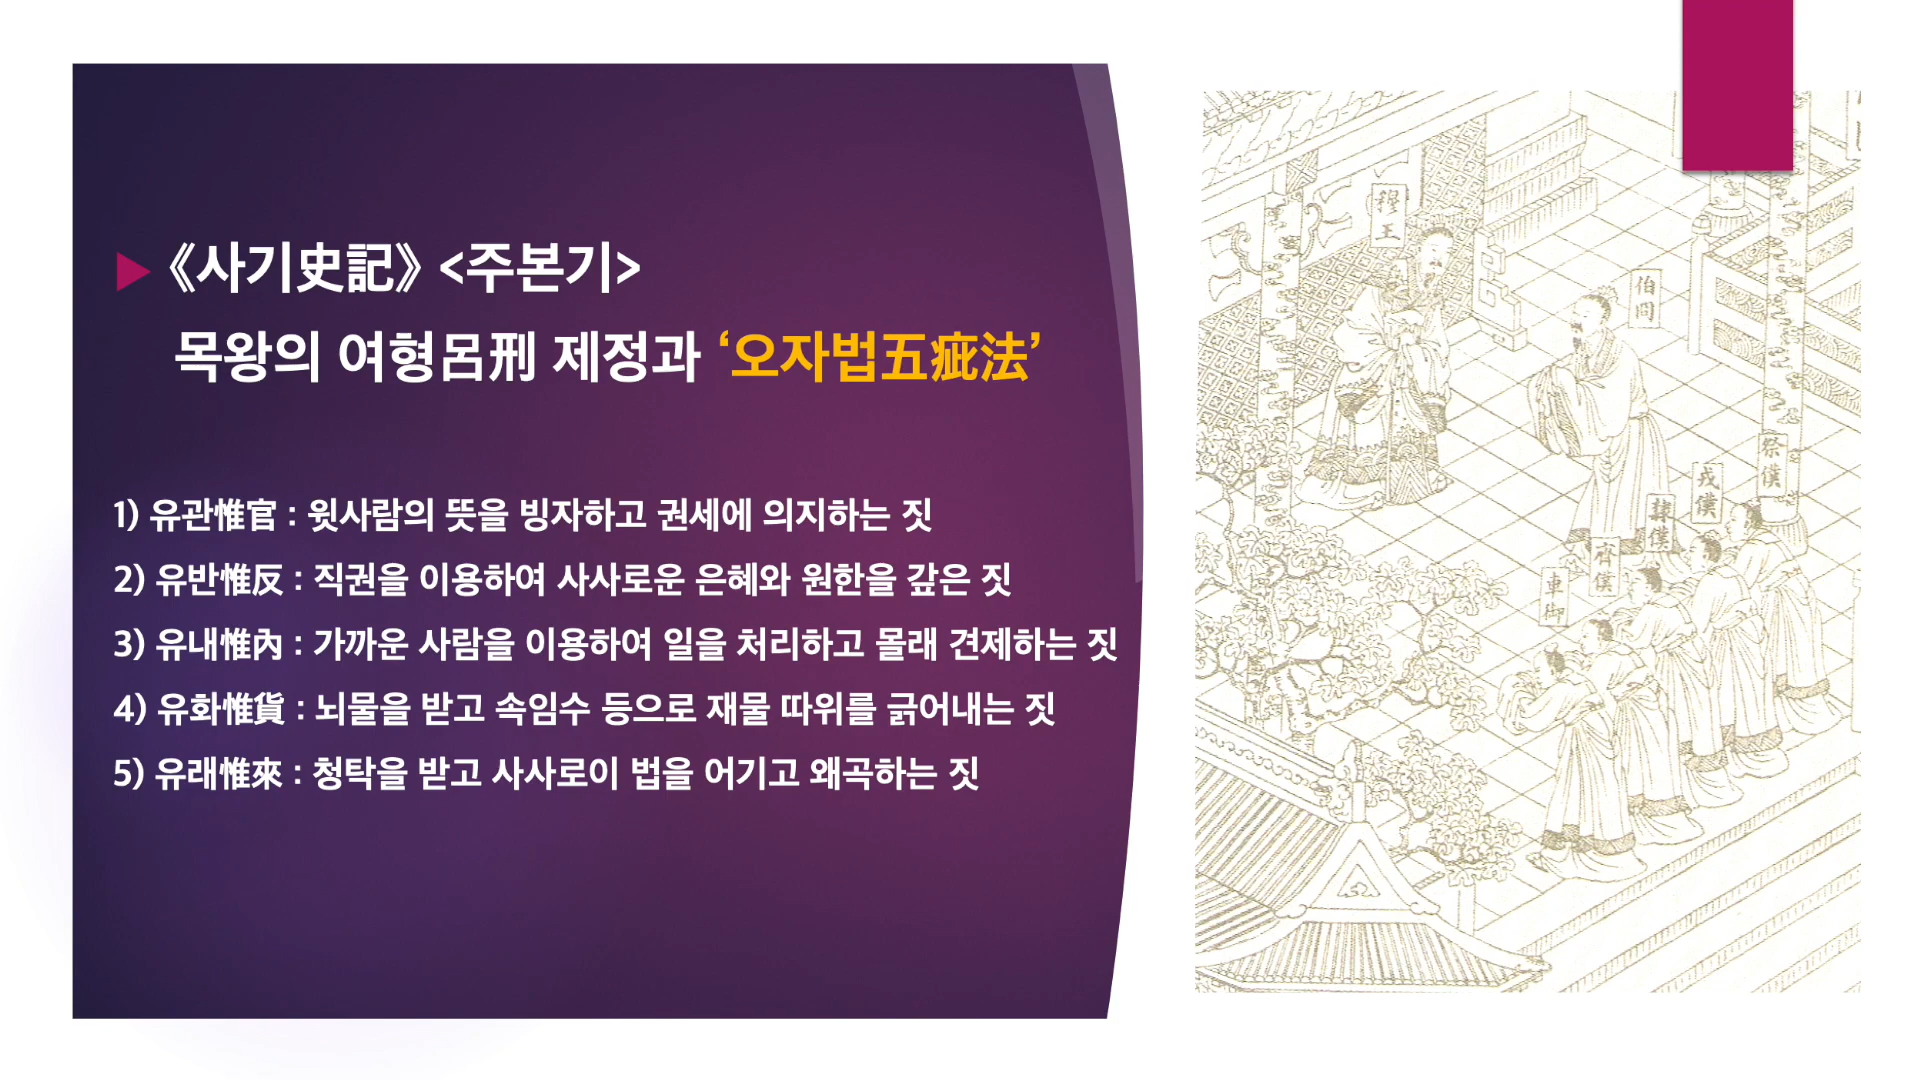 《사기史記》 <주본기>
목왕의 여형呂刑 제정과 ‘오자법五疵法’
1) 유관惟官 : 윗사람의 뜻을 빙자하고 권세에 의지하는 짓
2) 유반惟反 : 직권을 이용하여 사사로운 은혜와 원한을 갚은 짓
3) 유내惟內 : 가까운 사람을 이용하여 일을 처리하고 몰래 견제하는 짓
4) 유화惟貨 : 뇌물을 받고 속임수 등으로 재물 따위를 긁어내는 짓
5) 유래惟來 : 청탁을 받고 사사로이 법을 어기고 왜곡하는 짓
穆王
伯冏
祭僕
戎僕
隸僕
齊僕
車御